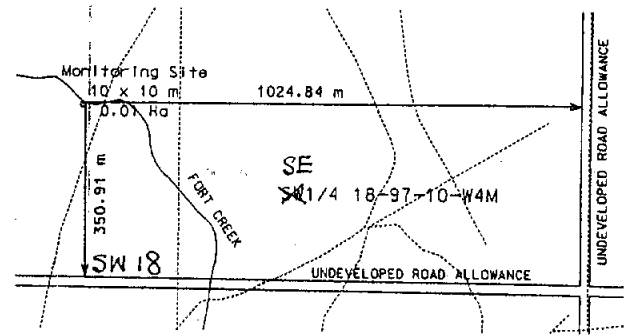 Monitoring Site
10 x 10 m
0.01 Ha
1024.84 m
350.91 m
FORT CREEK
SE
SW1/4 18-97-10-W4M
SW 18
UNDEVELOPED ROAD ALLOWANCE
UNDEVELOPED ROAD ALLOWANCE